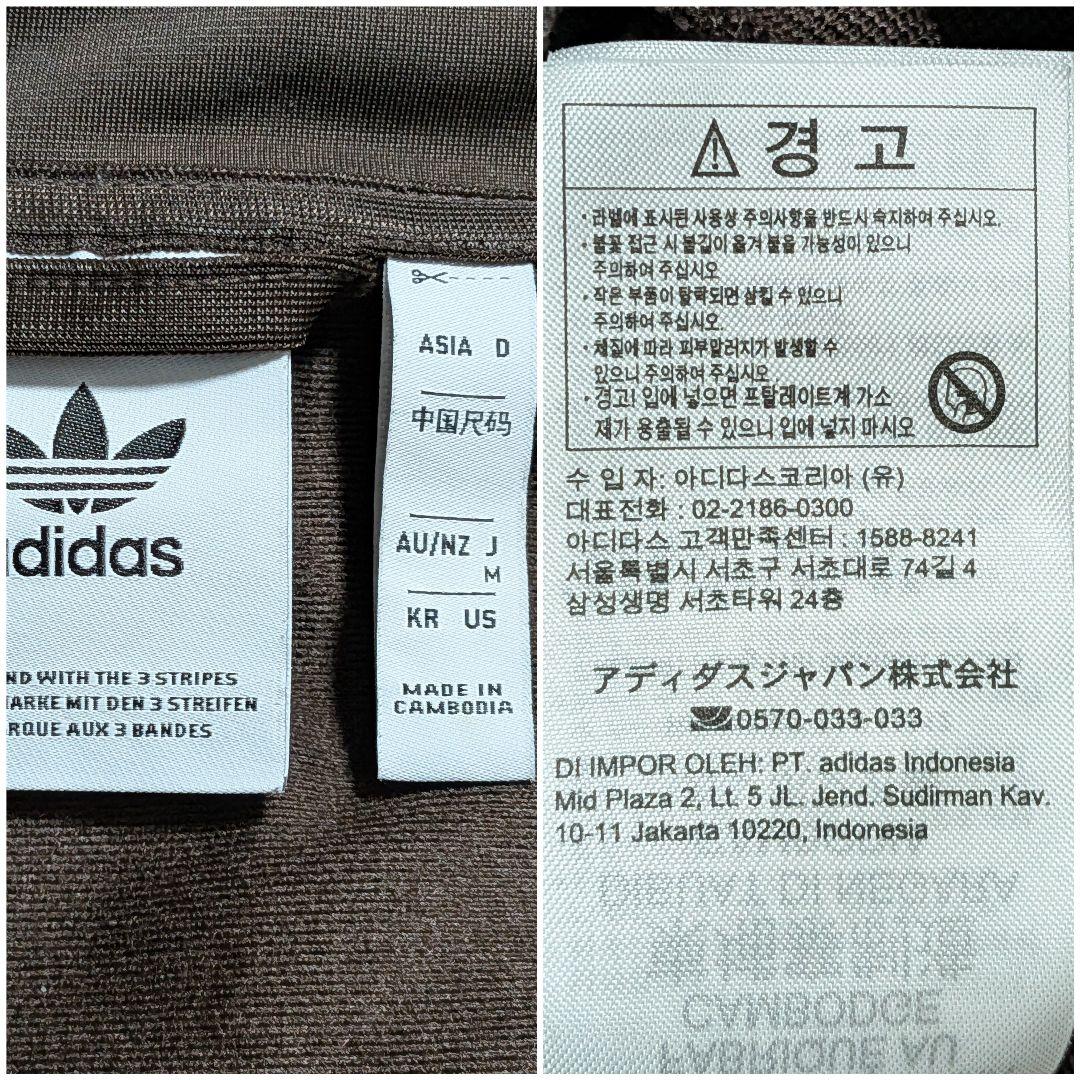 adidas
ND WITH THE 3 STRIPES
ARKE MIT DEN 3 STREIFEN
RQUE AUX 3 BANDES
ASIA D
中国尺码
AU/NZ J
M
KR US
MADE IN
CAMBODIA
경 고
・라벨에 표시된 사용상 주의사항을 반드시 숙지하여 주십시오.
・불꽃 접근 시 불길이 옮겨 붙을 가능성이 있으니
주의하여 주십시오
・작은 부품이 탈락되면 삼킬 수 있으니
주의하여 주십시오.
・체질에 따라 피부알러지가 발생할 수
있으니 주의하여 주십시오
・경고! 입에 넣으면 프탈레이트계 가소
제가 용출될 수 있으니 입에 넣지 마시오
수 입 자: 아디다스코리아 (유)
대표전화 : 02-2186-0300
아디다스 고객만족센터 : 1588-8241
서울특별시 서초구 서초대로 74길 4
삼성생명 서초타워 24층
アディダスジャパン株式会社
0570-033-033
DI IMPOR OLEH: PT. adidas Indonesia
Mid Plaza 2, Lt. 5 JL. Jend. Sudirman Kav.
10-11 Jakarta 10220, Indonesia
CAMBODGE
FABRIQUÉ AU